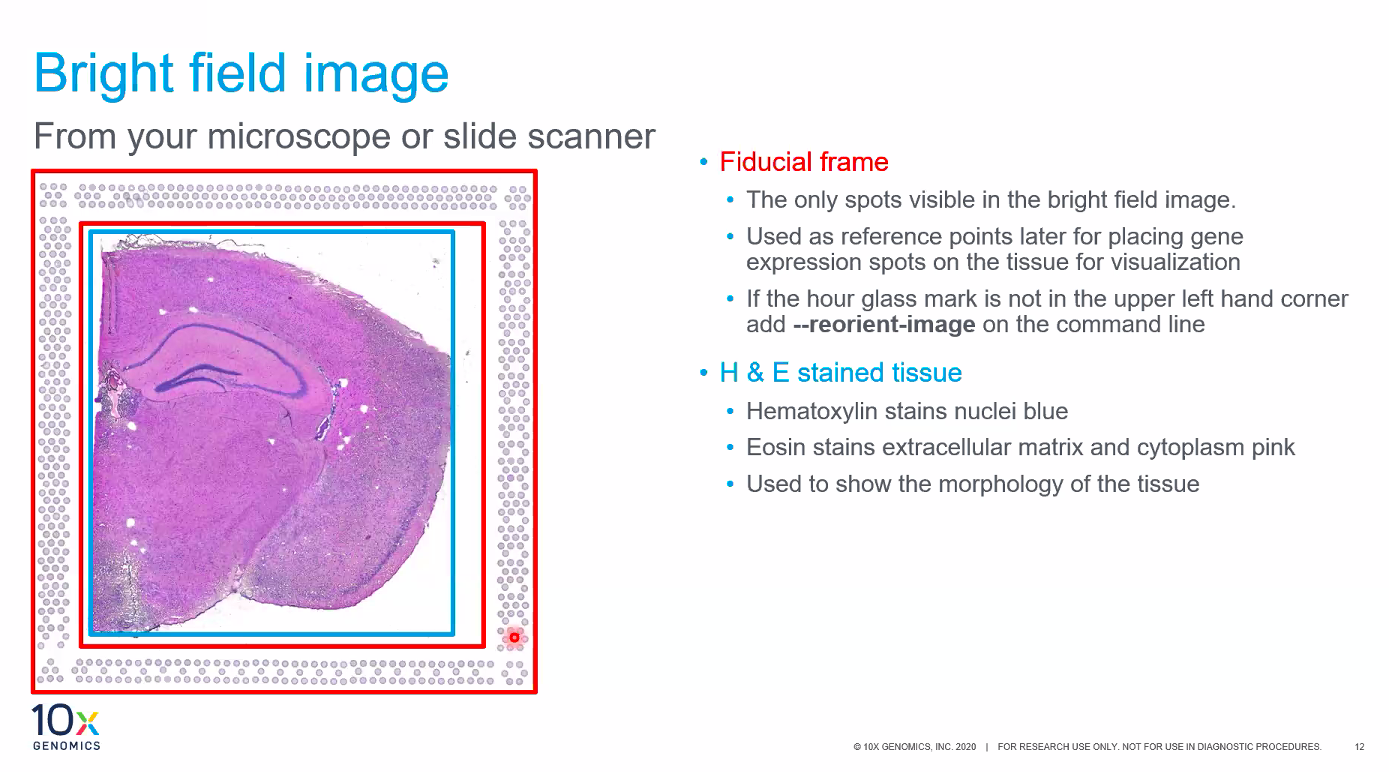 Bright field image
From your microscope or slide scanner
• Fiducial frame
• The only spots visible in the bright field image.
• Used as reference points later for placing gene
expression spots on the tissue for visualization
• If the hour glass mark is not in the upper left hand corner
add --reorient-image on the command line
• H & E stained tissue
• Hematoxylin stains nuclei blue
• Eosin stains extracellular matrix and cytoplasm pink
• Used to show the morphology of the tissue
10x
GENOMICS
© 10X GENOMICS, INC. 2020 | FOR RESEARCH USE ONLY. NOT FOR USE IN DIAGNOSTIC PROCEDURES. 12